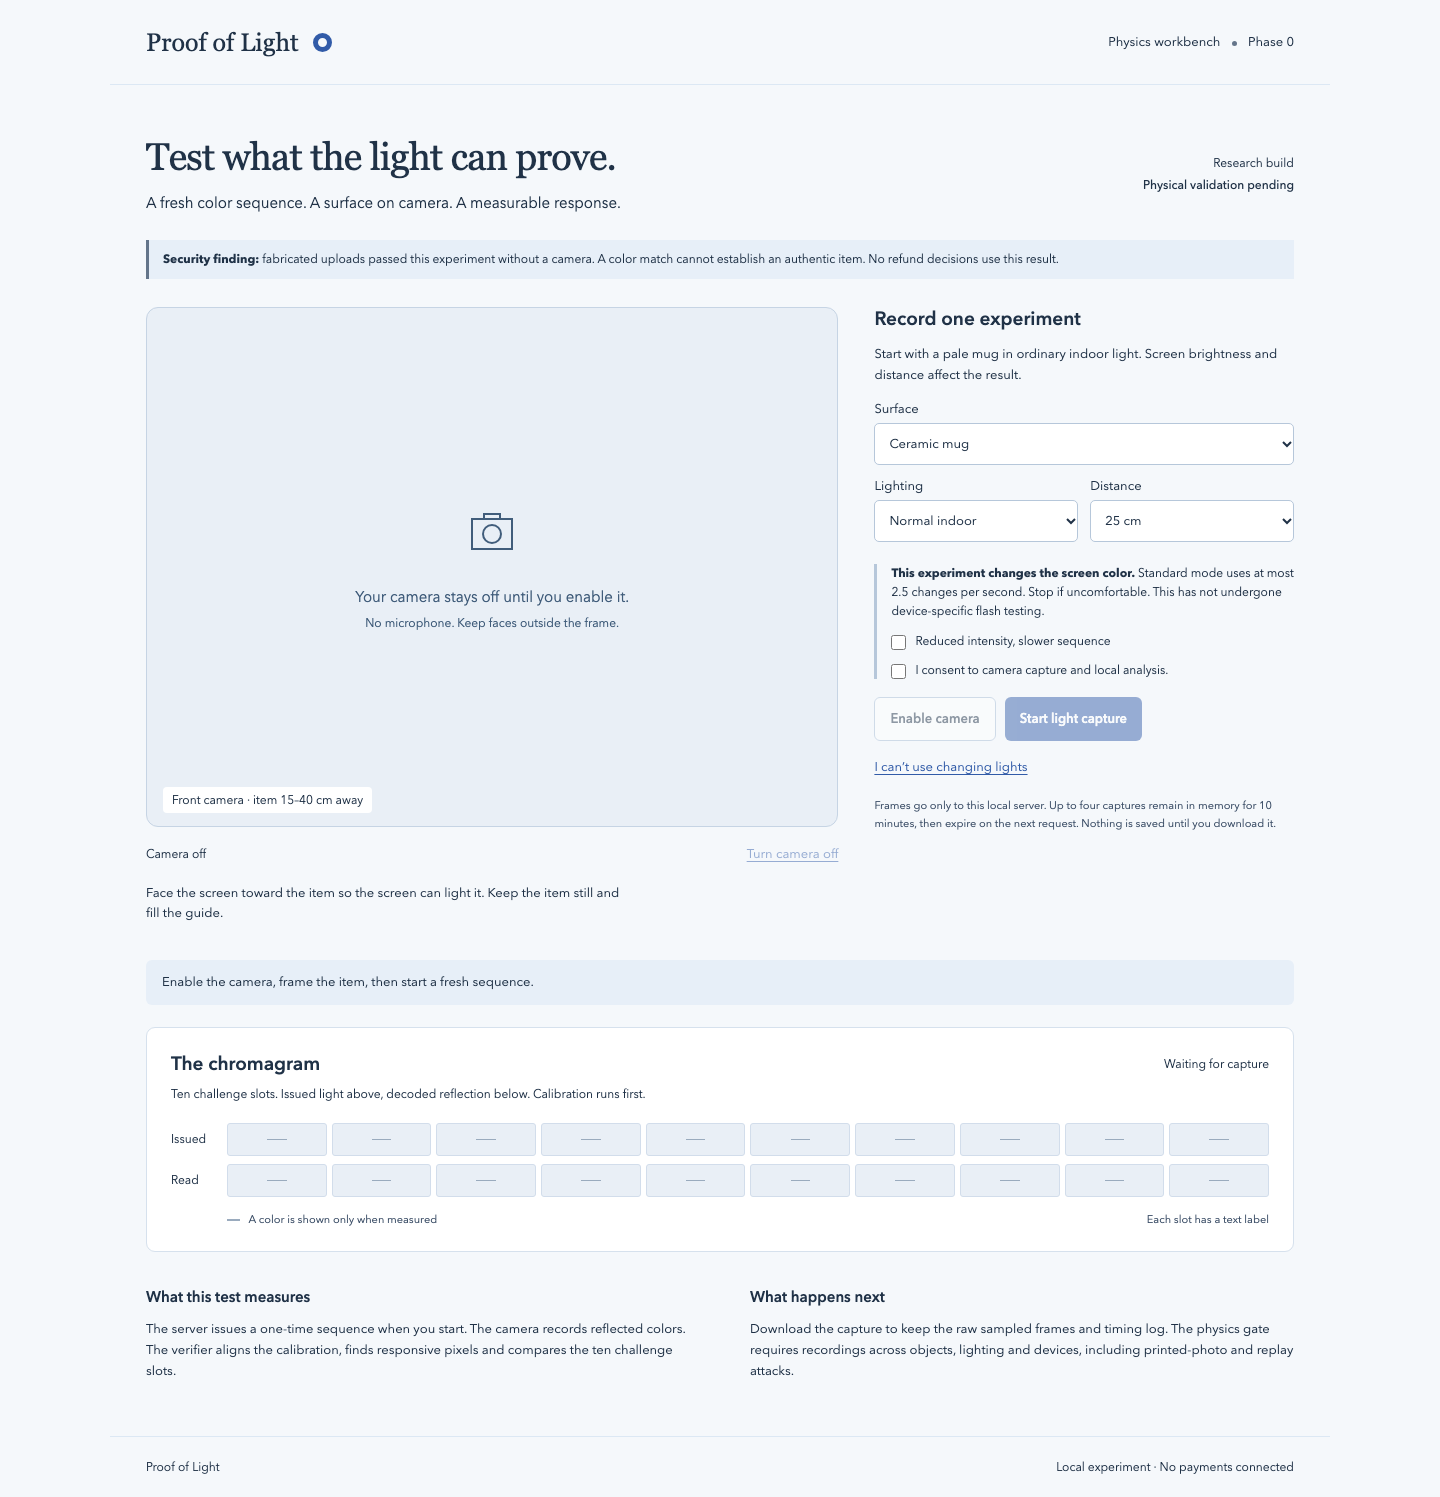 Proof of Light
Physics workbench • Phase 0
Test what the light can prove.
A fresh color sequence. A surface on camera. A measurable response.
Research build
Physical validation pending
Security finding: fabricated uploads passed this experiment without a camera. A color match cannot establish an authentic item. No refund decisions use this result.
Your camera stays off until you enable it.
No microphone. Keep faces outside the frame.
Front camera · item 15–40 cm away
Camera off
Turn camera off
Face the screen toward the item so the screen can light it. Keep the item still and
fill the guide.
Record one experiment
Start with a pale mug in ordinary indoor light. Screen brightness and
distance affect the result.
Surface
Ceramic mug
Lighting
Distance
Normal indoor
25 cm
This experiment changes the screen color. Standard mode uses at most
2.5 changes per second. Stop if uncomfortable. This has not undergone
device-specific flash testing.
Reduced intensity, slower sequence
I consent to camera capture and local analysis.
Enable camera
Start light capture
I can’t use changing lights
Frames go only to this local server. Up to four captures remain in memory for 10
minutes, then expire on the next request. Nothing is saved until you download it.
Enable the camera, frame the item, then start a fresh sequence.
The chromagram
Waiting for capture
Ten challenge slots. Issued light above, decoded reflection below. Calibration runs first.
Issued — — — — — — — — — —
Read — — — — — — — — — —
— A color is shown only when measured
Each slot has a text label
What this test measures
The server issues a one-time sequence when you start. The camera records reflected colors.
The verifier aligns the calibration, finds responsive pixels and compares the ten challenge
slots.
What happens next
Download the capture to keep the raw sampled frames and timing log. The physics gate
requires recordings across objects, lighting and devices, including printed-photo and replay
attacks.
Proof of Light
Local experiment · No payments connected